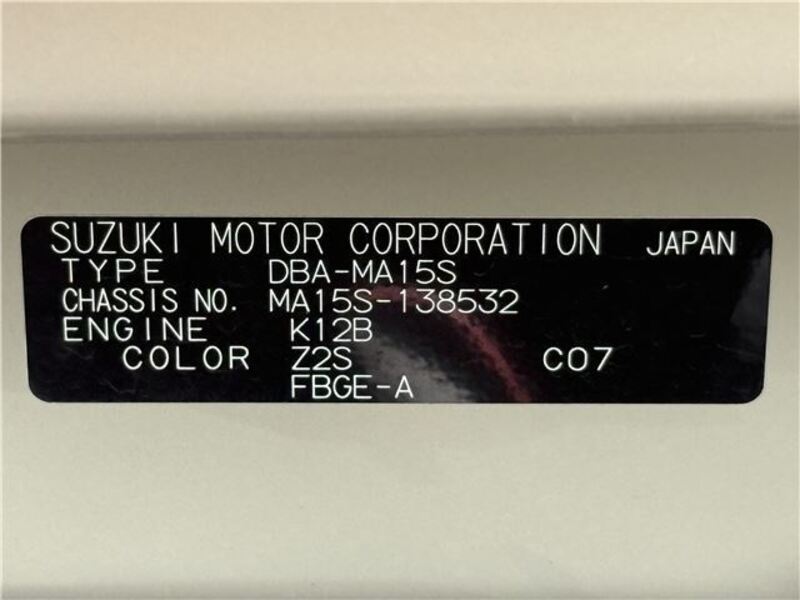 SUZUKI MOTOR CORPORATION JAPAN
TYPE DBA-MA15S
CHASSIS NO. MA15S-138532
ENGINE K12B
COLOR Z2S C07
FBGE-A